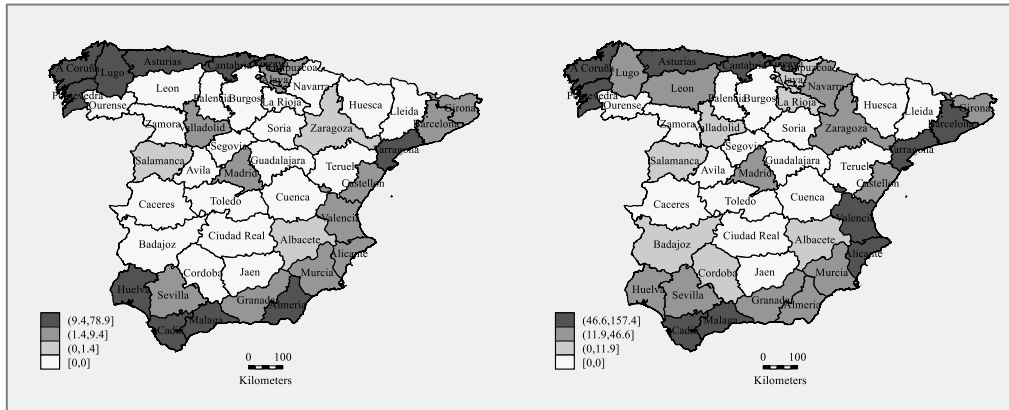 A Coruña
Lugo
Asturias
Cantabria
Alava
Navarra
Pontevedra
Ourense
Leon
Palencia
Burgos
La Rioja
Huesca
Lleida
Girona
Barcelona
Zamora
Valladolid
Soria
Zaragoza
Tarragona
Segovia
Salamanca
Avila
Madrid
Guadalajara
Teruel
Castellon
Caceres
Toledo
Cuenca
Valencia
Badajoz
Ciudad Real
Albacete
Alicante
Cordoba
Jaen
Murcia
Huelva
Sevilla
Granada
Almeria
Cadiz
Malaga
(9.4,78.9]
(1.4,9.4]
(0,1.4]
[0,0]
0 100
Kilometers
A Coruña
Lugo
Asturias
Cantabria
Navarra
Pontevedra
Ourense
Leon
Palencia
Burgos
La Rioja
Huesca
Lleida
Girona
Barcelona
Zamora
Valladolid
Soria
Zaragoza
Tarragona
Segovia
Salamanca
Avila
Madrid
Guadalajara
Teruel
Castellon
Caceres
Toledo
Cuenca
Valencia
Badajoz
Ciudad Real
Albacete
Alicante
Cordoba
Jaen
Murcia
Huelva
Sevilla
Granada
Almeria
Cadiz
Malaga
(46.6,157.4]
(11.9,46.6]
(0,11.9]
[0,0]
0 100
Kilometers